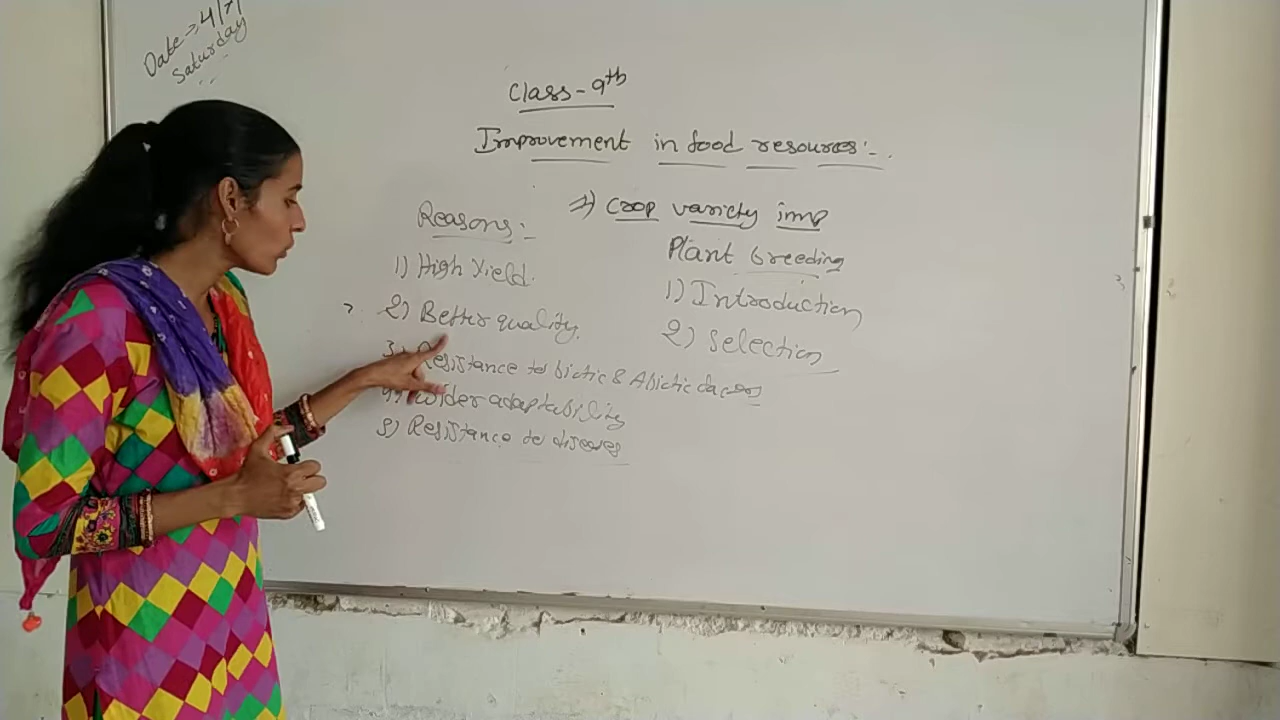 Date → 4/7/
Saturday
Class - 9th
Improvement in food resources :-
⇒) Crop variety imp
Plant breeding
1) Introduction
2) Selection
Reasons :-
1) High Yield.
2) Better quality.
3) Resistance to biotic & Abiotic facors
4) Wider adaptability
5) Resistance to diseases